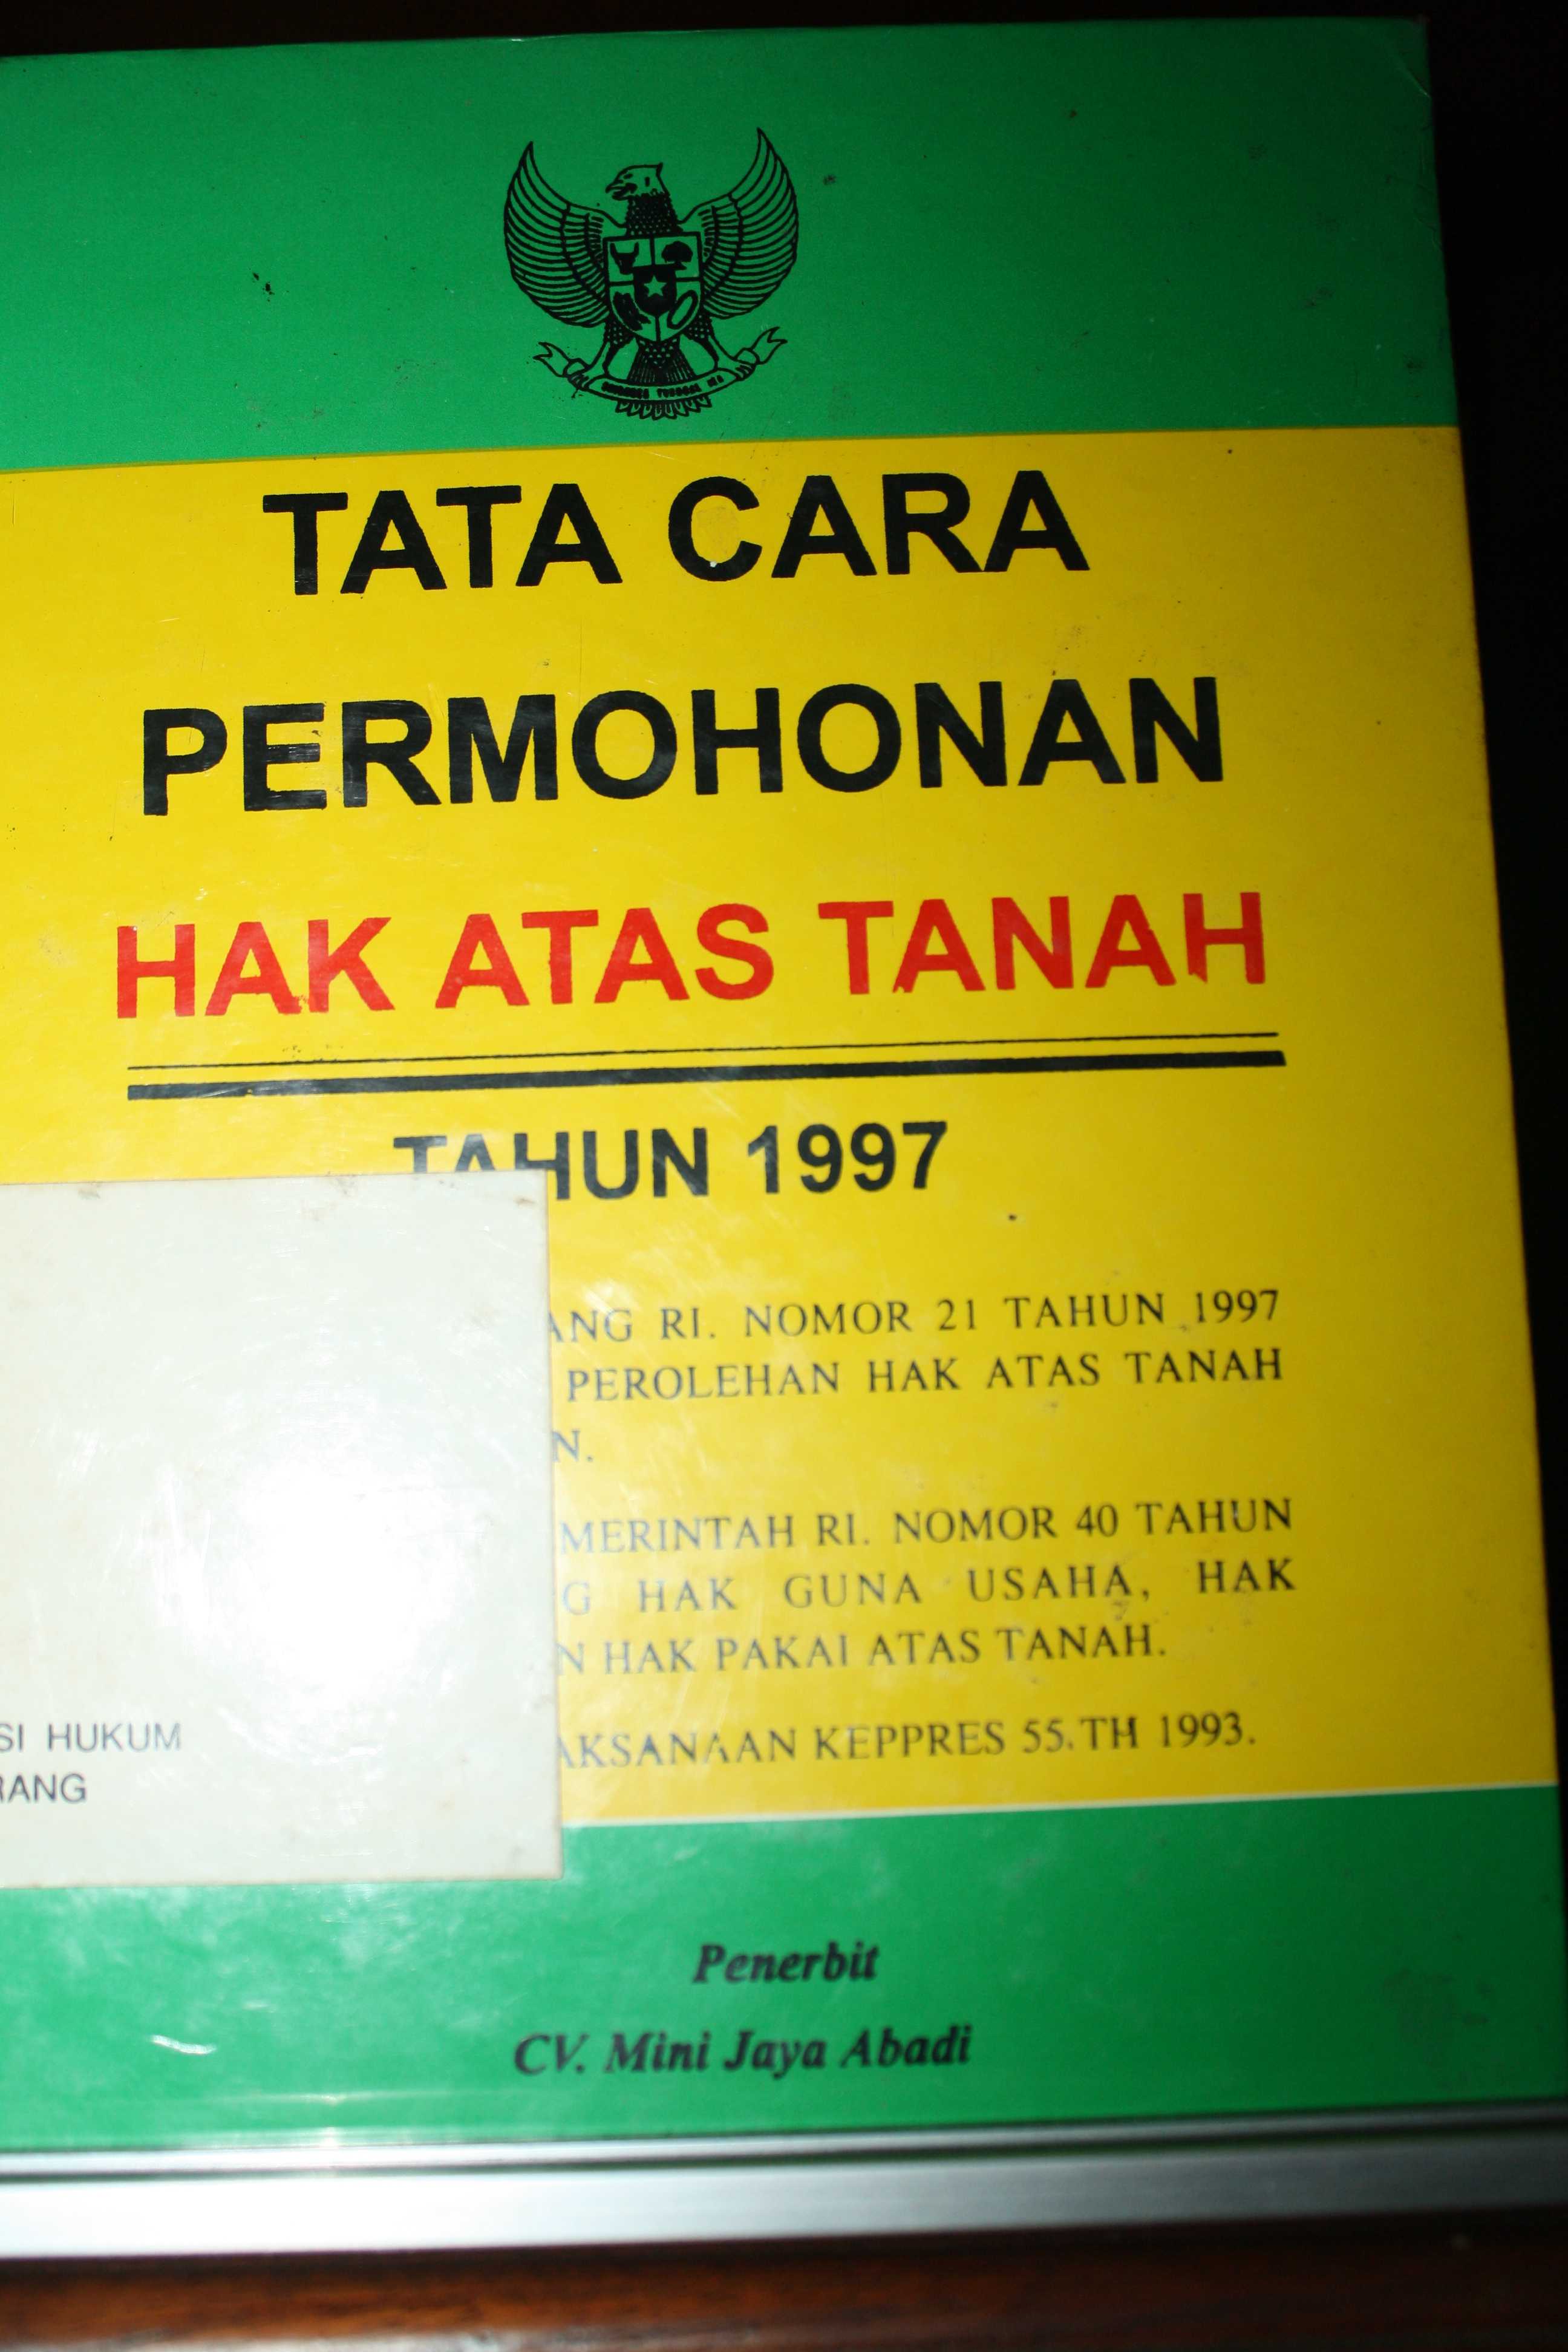 TATA CARA
PERMOHONAN
HAK ATAS TANAH
TAHUN 1997
ANG RI. NOMOR 21 TAHUN 1997
PEROLEHAN HAK ATAS TANAH
N.
MERINTAH RI. NOMOR 40 TAHUN
G HAK GUNA USAHA, HAK
N HAK PAKAI ATAS TANAH.
AKSANAAN KEPPRES 55.TH 1993.
SI HUKUM
RANG
Penerbit
CV. Mini Jaya Abadi